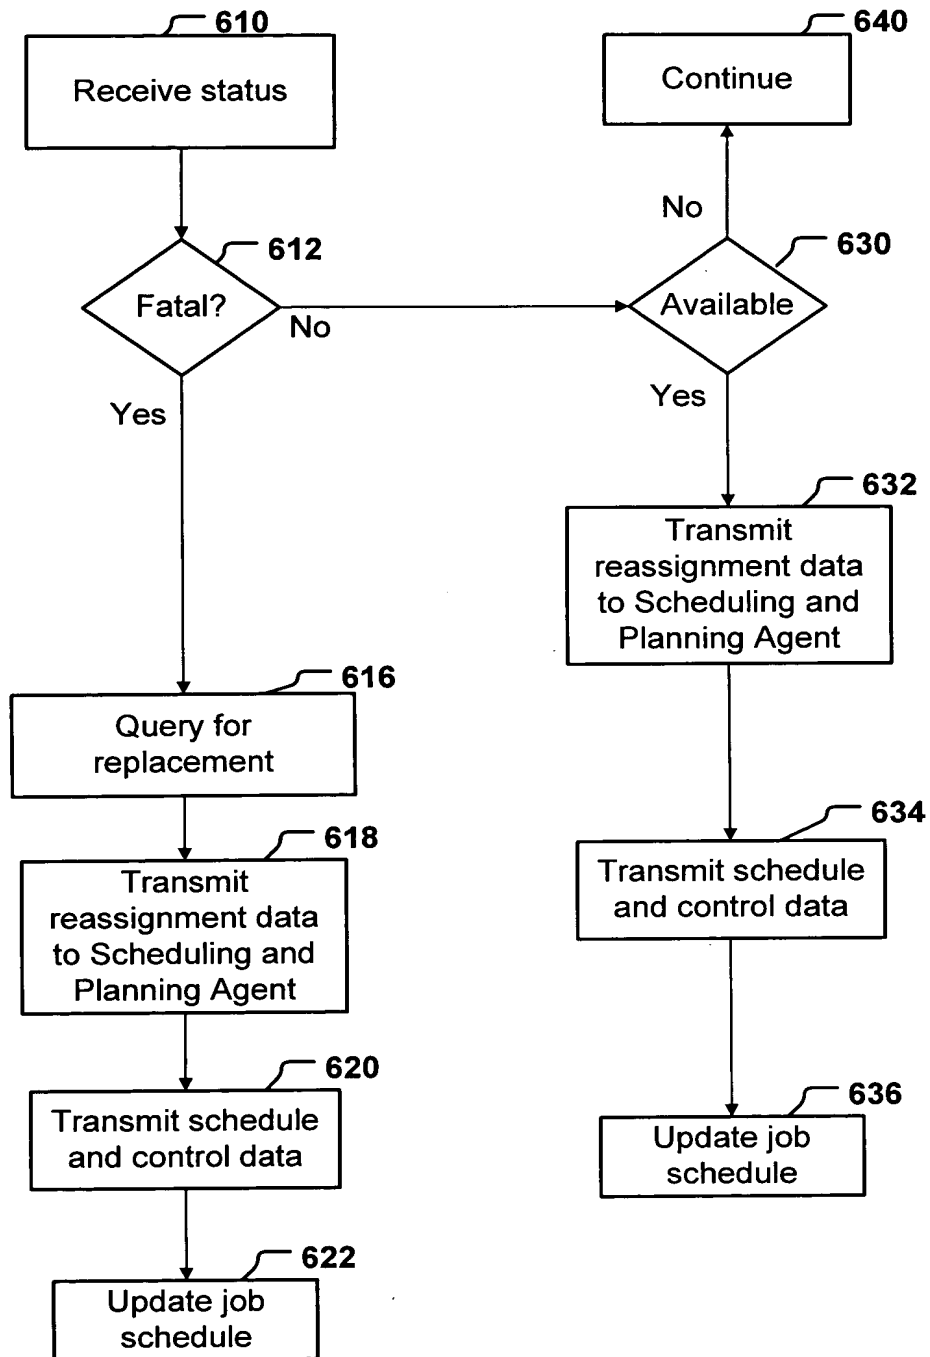 610
Receive status
612
Fatal?
No
Yes
616
Query for
replacement
618
Transmit
reassignment data
to Scheduling and
Planning Agent
620
Transmit schedule
and control data
622
Update job
schedule
640
Continue
No
630
Available
Yes
632
Transmit
reassignment data
to Scheduling and
Planning Agent
634
Transmit schedule
and control data
636
Update job
schedule